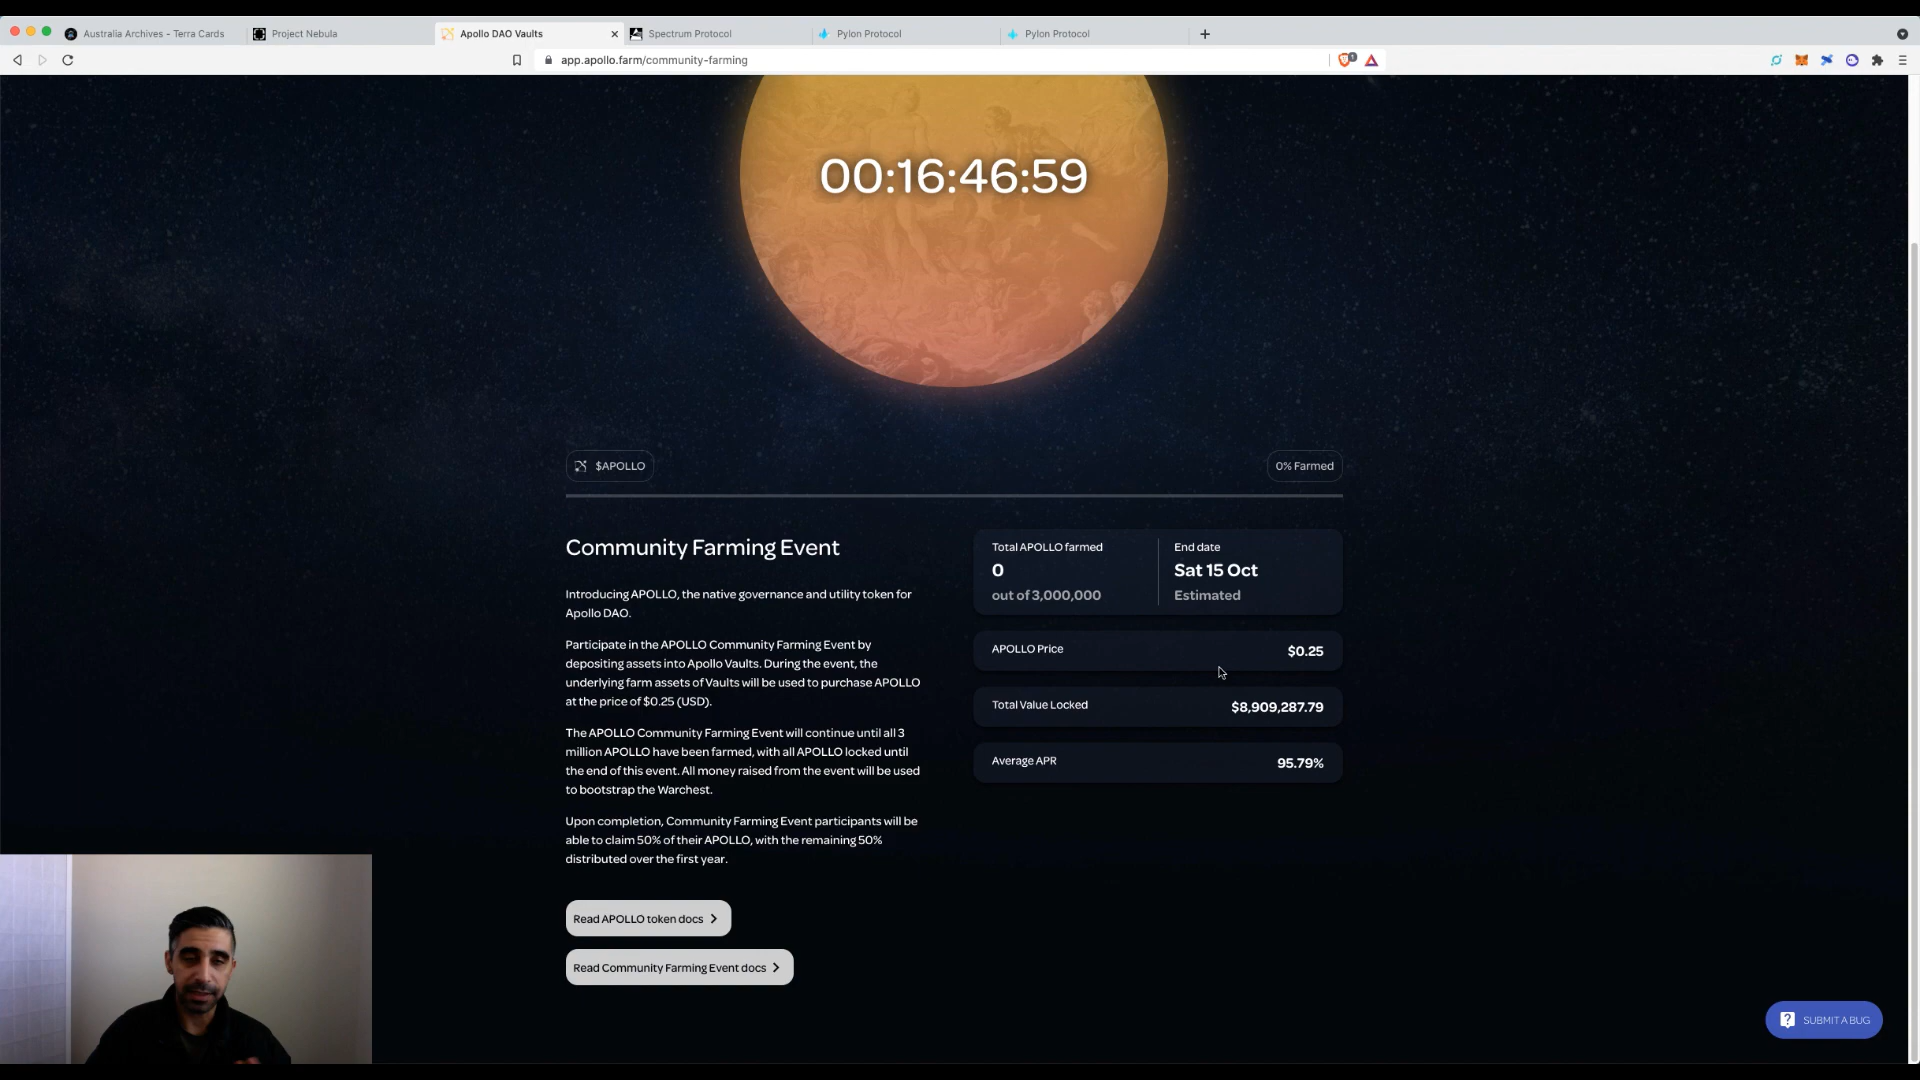 Australia Archives - Terra Cards
Project Nebula
Apollo DAO Vaults
Spectrum Protocol
Pylon Protocol
Pylon Protocol
app.apollo.farm/community-farming
1
00:16:46:59
$APOLLO
0% Farmed
Community Farming Event
Introducing APOLLO, the native governance and utility token for
Apollo DAO.
Participate in the APOLLO Community Farming Event by
depositing assets into Apollo Vaults. During the event, the
underlying farm assets of Vaults will be used to purchase APOLLO
at the price of $0.25 (USD).
The APOLLO Community Farming Event will continue until all 3
million APOLLO have been farmed, with all APOLLO locked until
the end of this event. All money raised from the event will be used
to bootstrap the Warchest.
Upon completion, Community Farming Event participants will be
able to claim 50% of their APOLLO, with the remaining 50%
distributed over the first year.
Read APOLLO token docs
Read Community Farming Event docs
Total APOLLO farmed
0
out of 3,000,000
End date
Sat 15 Oct
Estimated
APOLLO Price
$0.25
Total Value Locked
$8,909,287.79
Average APR
95.79%
SUBMIT A BUG